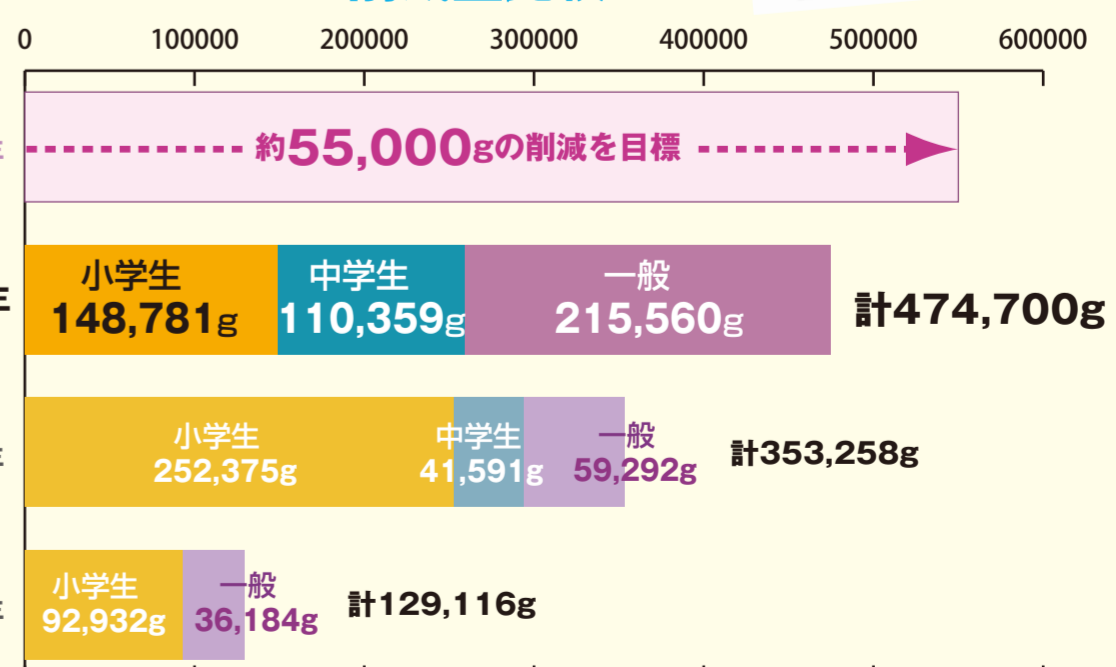 0 100000 200000 300000 400000 500000 600000
約55,000gの削減を目標
小学生 中学生 一般
148,781g 110,359g 215,560g
計474,700g
小学生 中学生 一般
252,375g 41,591g 59,292g
計353,258g
小学生 一般
92,932g 36,184g
計129,116g